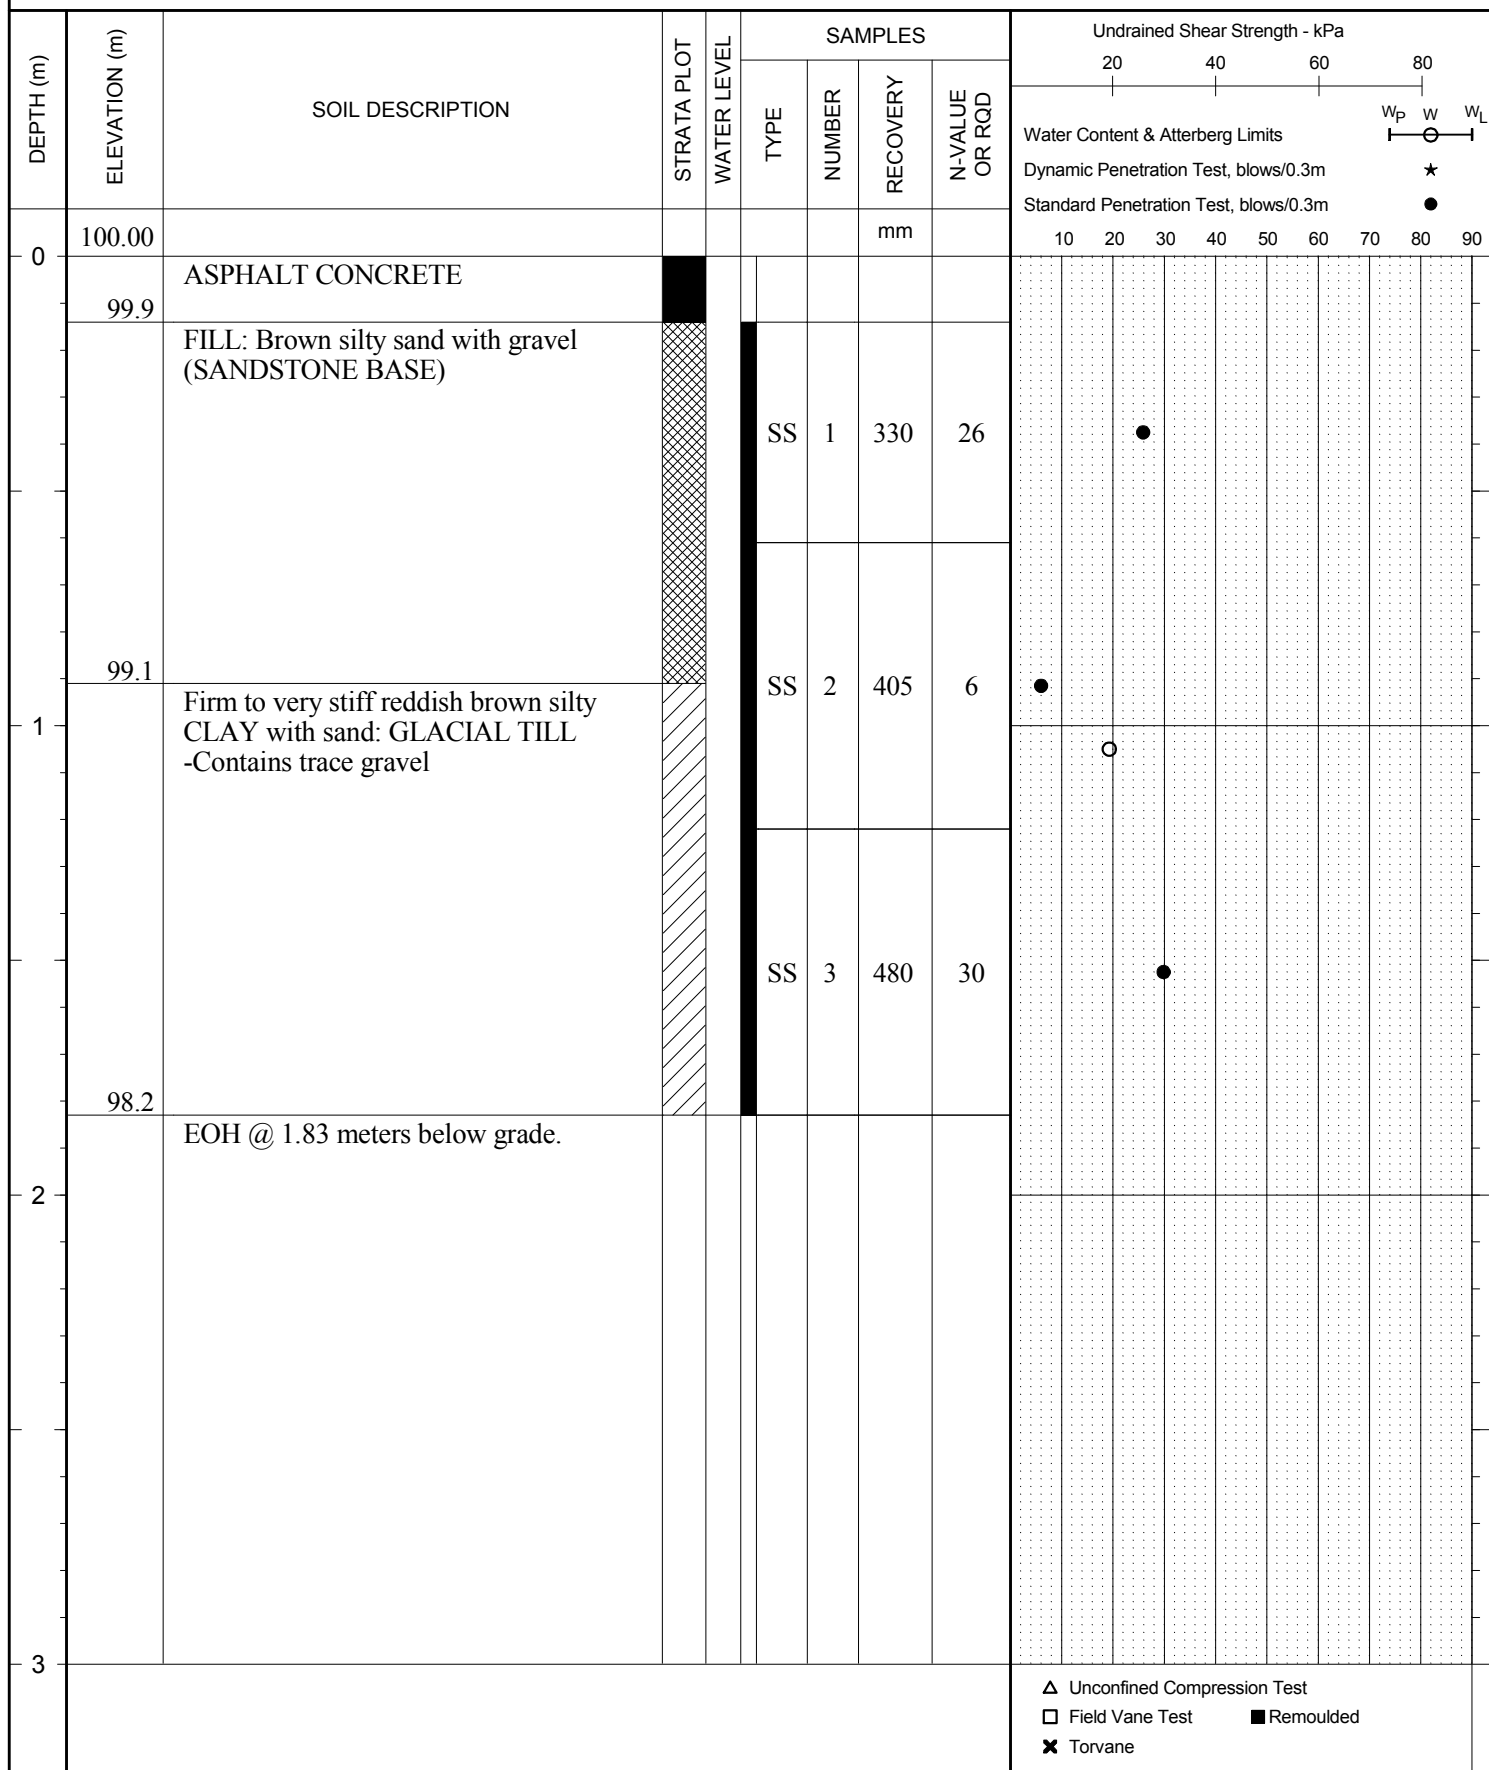 DEPTH (m)
ELEVATION (m)
SOIL DESCRIPTION
STRATA PLOT
WATER LEVEL
SAMPLES
TYPE
NUMBER
RECOVERY
N-VALUE
OR RQD
Undrained Shear Strength - kPa
20 40 60 80
Water Content & Atterberg Limits
WP W WL
Dynamic Penetration Test, blows/0.3m ★
Standard Penetration Test, blows/0.3m ●
mm
10 20 30 40 50 60 70 80 90
0
100.00
ASPHALT CONCRETE
99.9
FILL: Brown silty sand with gravel
(SANDSTONE BASE)
SS 1 330 26
99.1
SS 2 405 6
Firm to very stiff reddish brown silty
CLAY with sand: GLACIAL TILL
-Contains trace gravel
1
SS 3 480 30
98.2
EOH @ 1.83 meters below grade.
2
3
△ Unconfined Compression Test
□ Field Vane Test ■ Remoulded
✖ Torvane